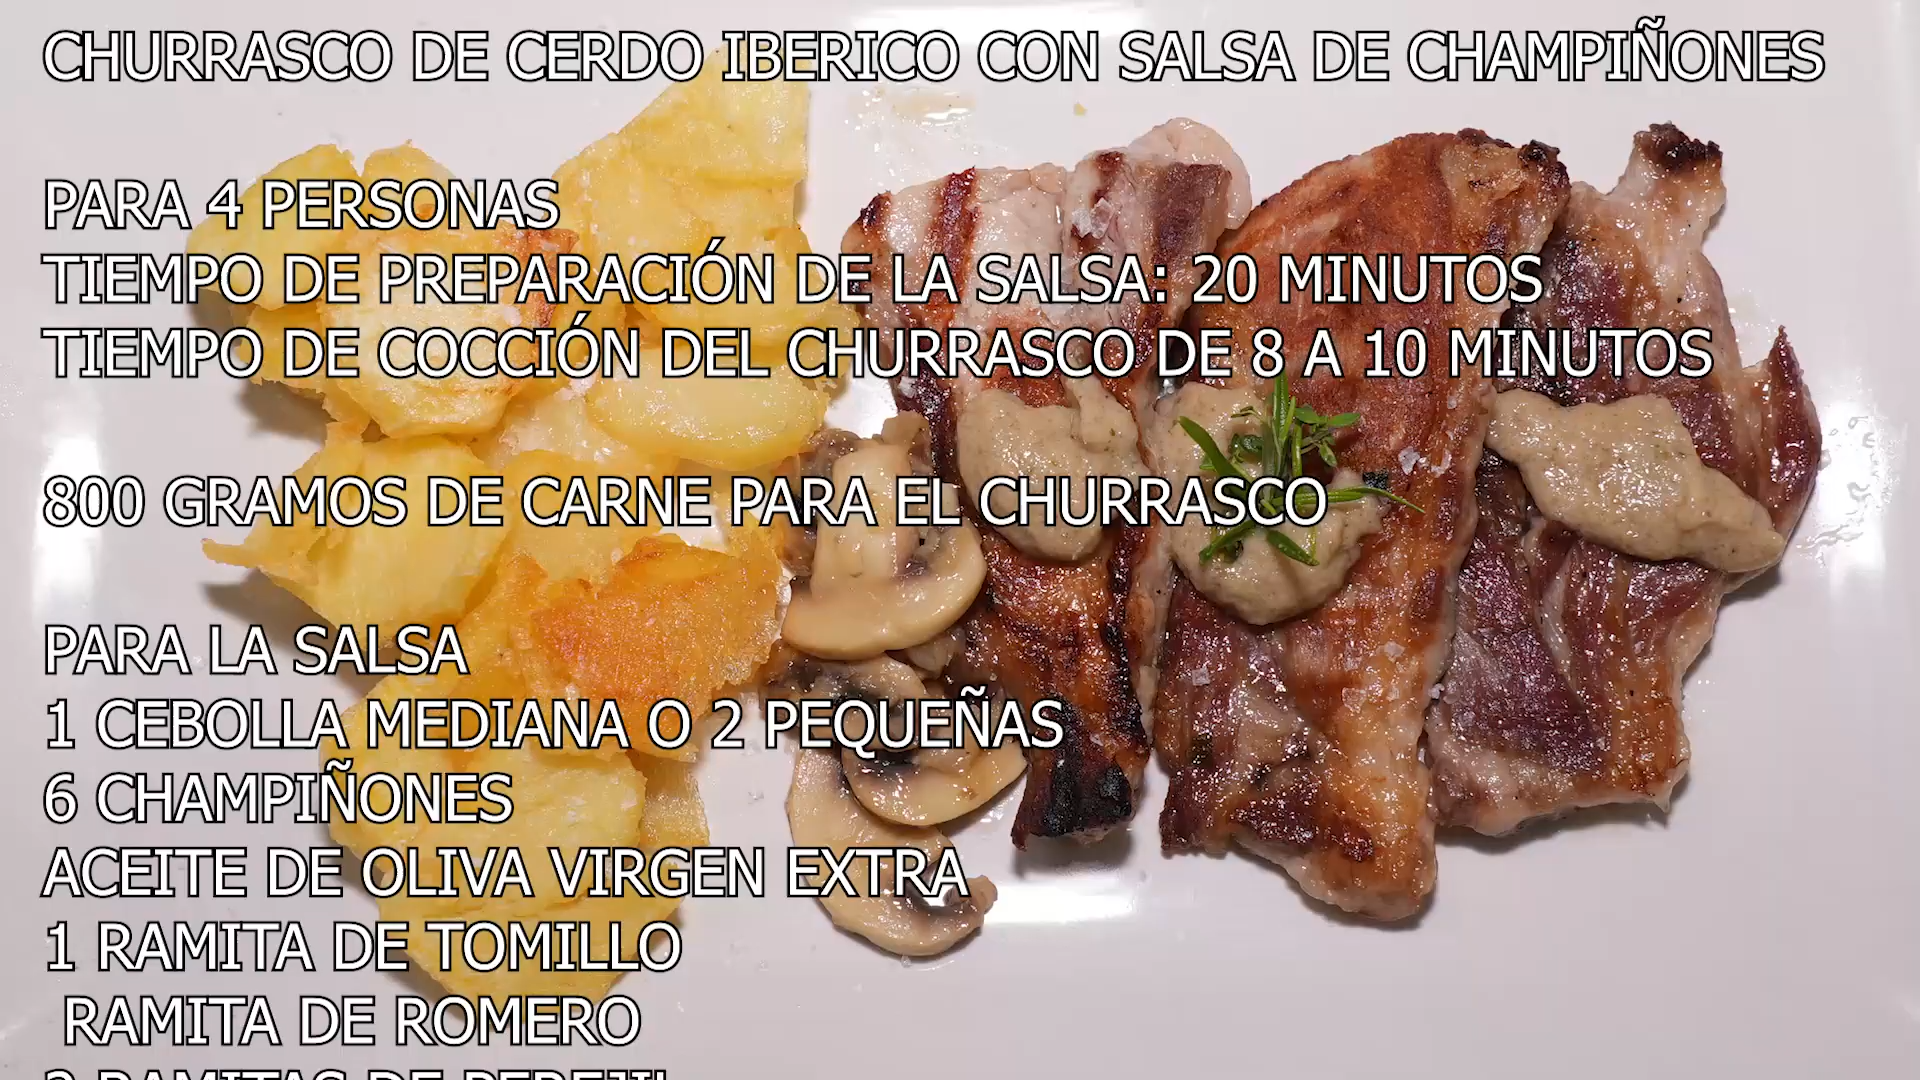 CHURRASCO DE CERDO IBERICO CON SALSA DE CHAMPIÑONES
PARA 4 PERSONAS
TIEMPO DE PREPARACIÓN DE LA SALSA: 20 MINUTOS
TIEMPO DE COCCIÓN DEL CHURRASCO DE 8 A 10 MINUTOS
800 GRAMOS DE CARNE PARA EL CHURRASCO
PARA LA SALSA
1 CEBOLLA MEDIANA O 2 PEQUEÑAS
6 CHAMPIÑONES
ACEITE DE OLIVA VIRGEN EXTRA
1 RAMITA DE TOMILLO
RAMITA DE ROMERO
RAMITAS DE PEREJIL